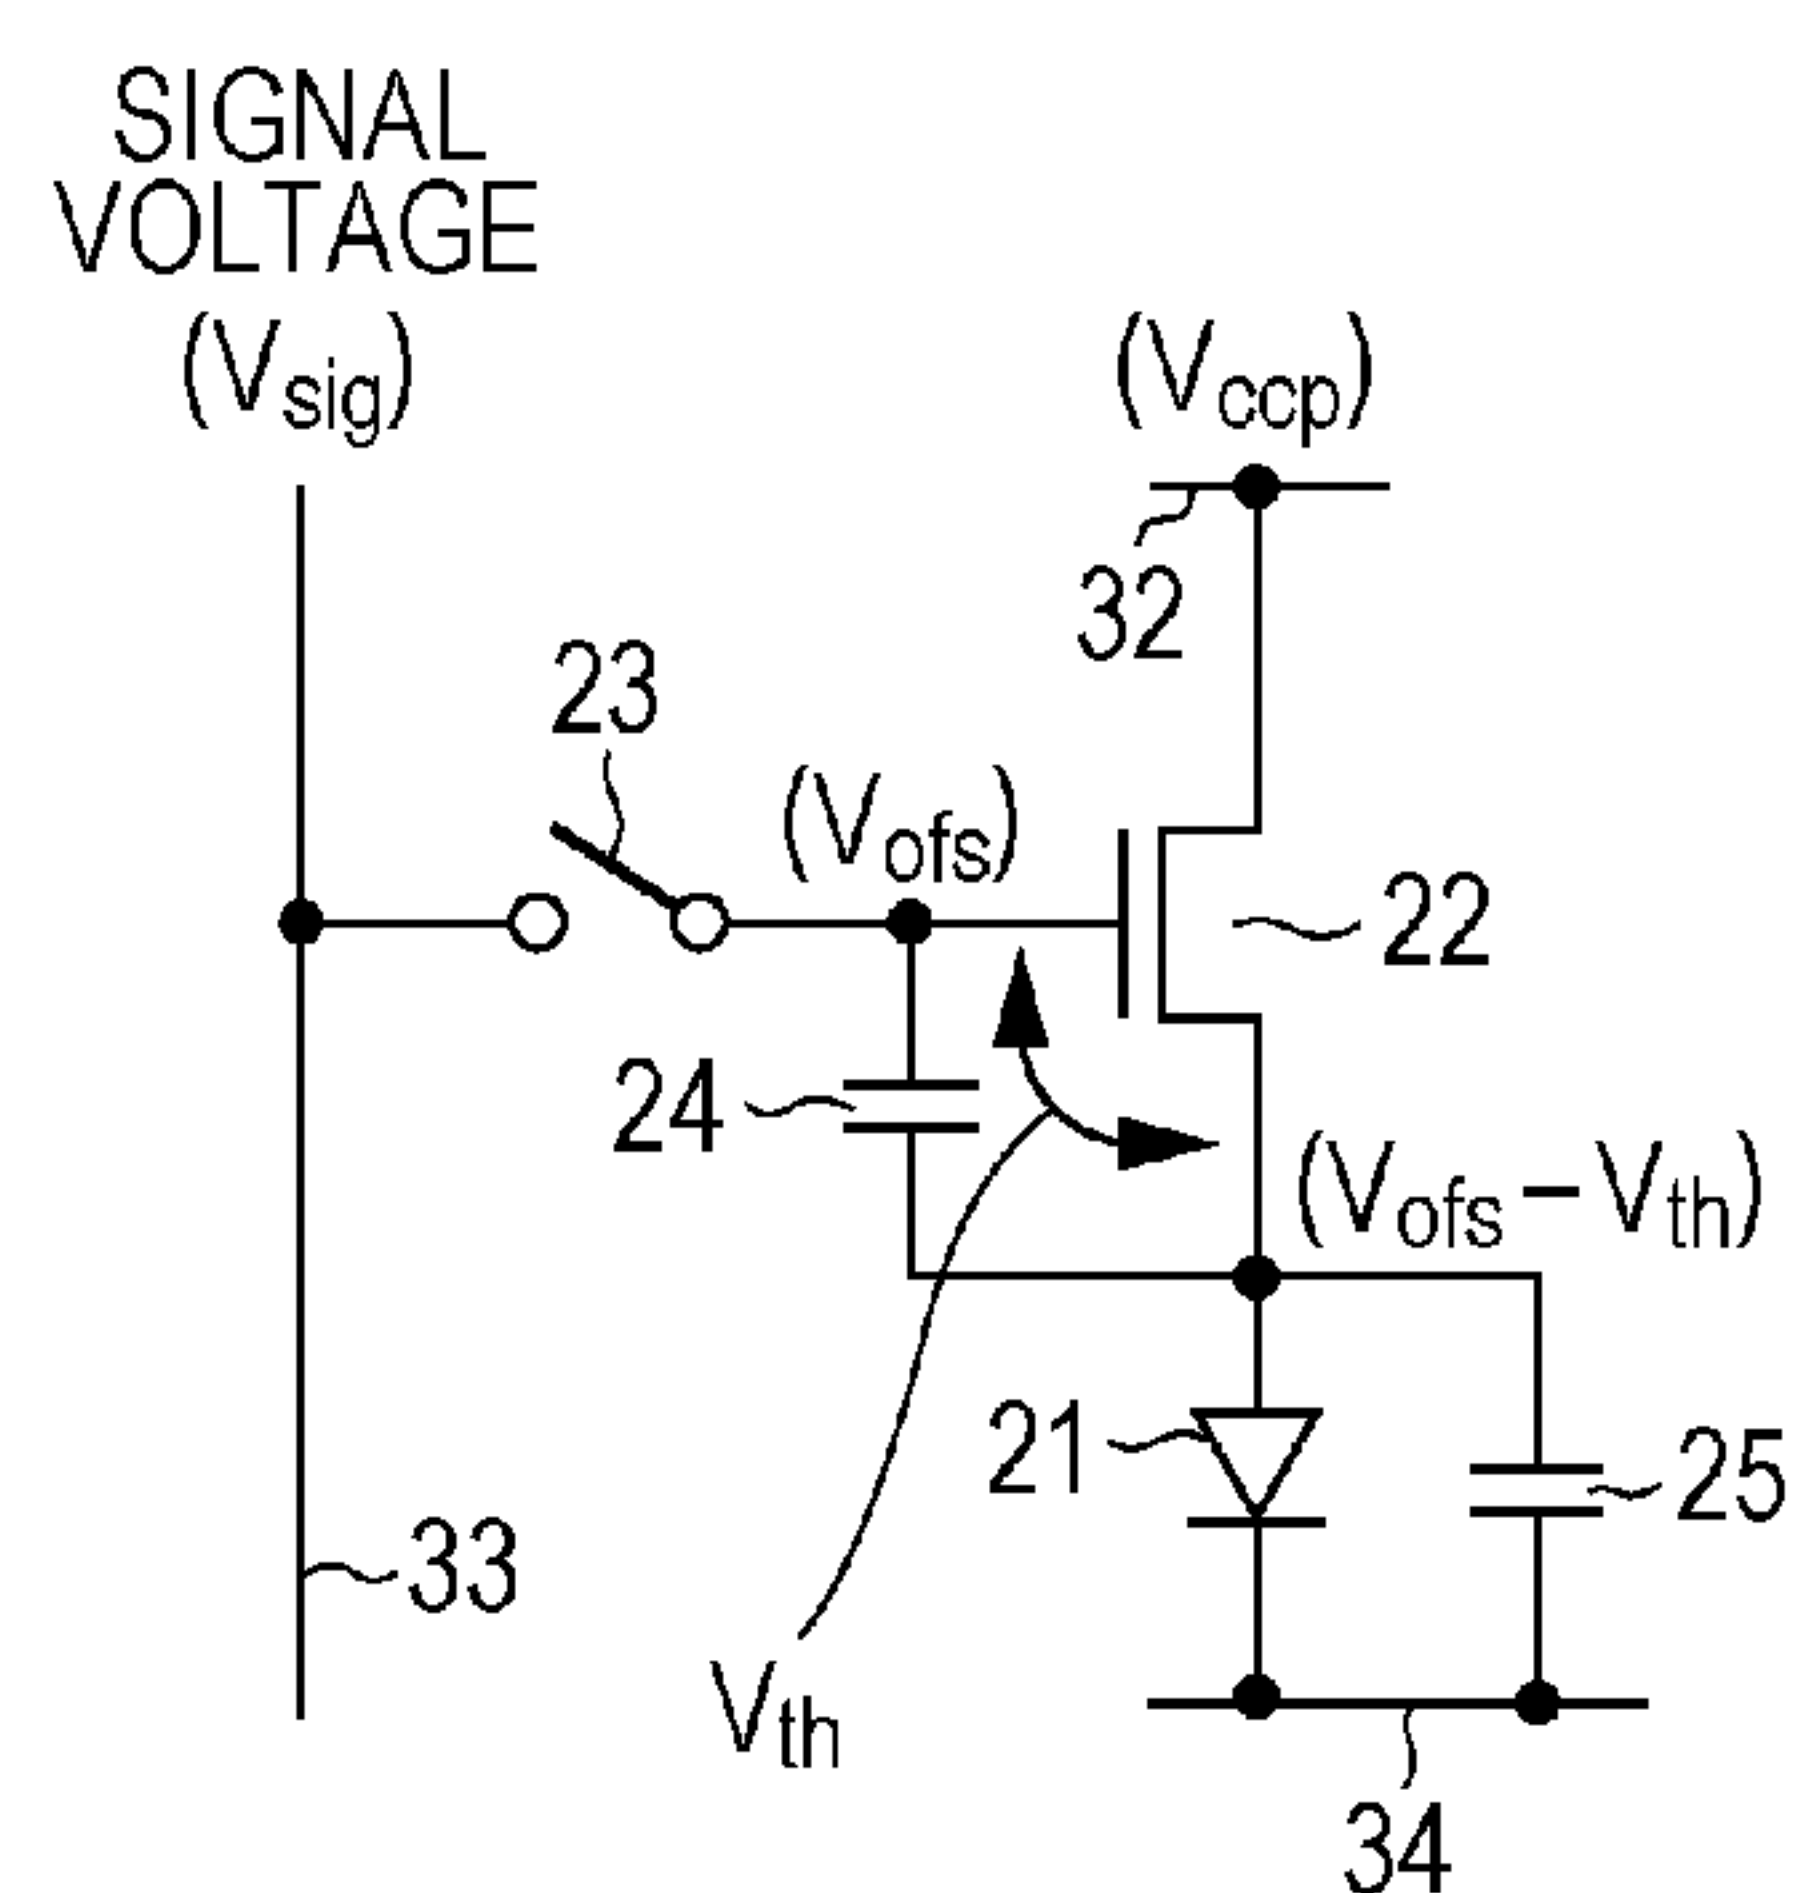 SIGNAL
VOLTAGE
(Vsig)
(Vccp)
32
23
(Vofs)
22
24
(Vofs−Vth)
21
25
33
Vth
34